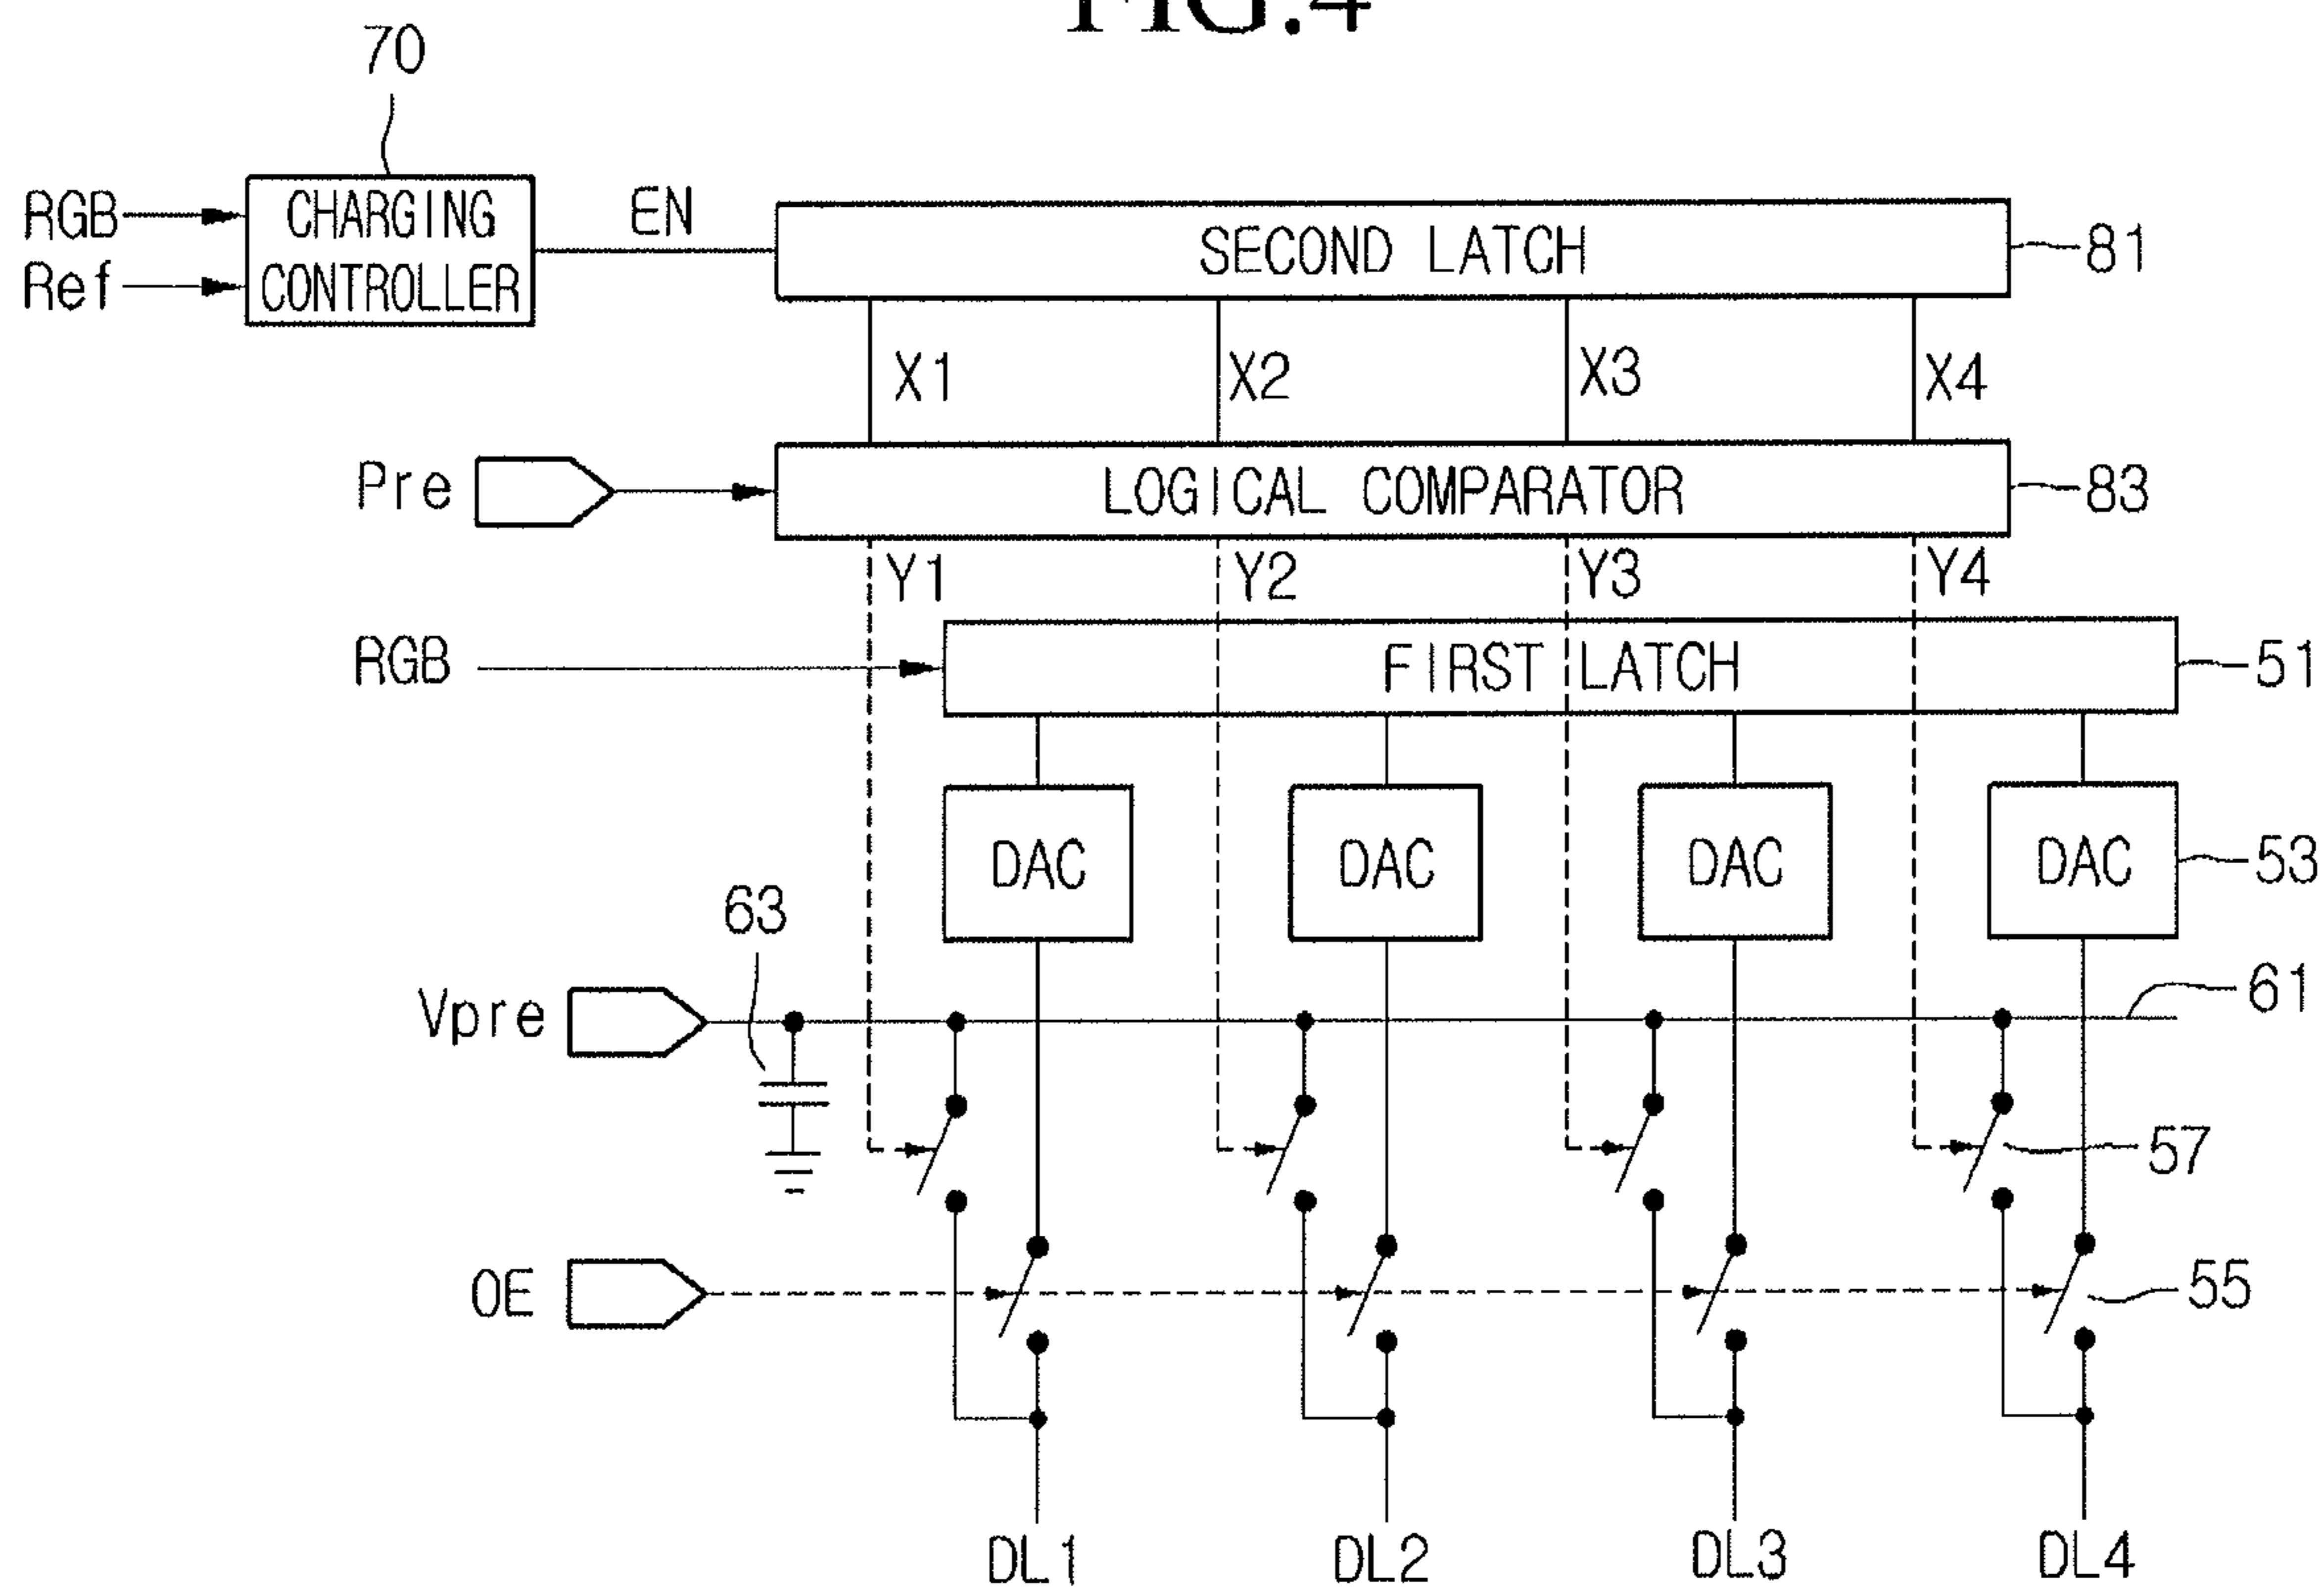 FIG.4
70
RGB
Ref
CHARGING
CONTROLLER
EN
SECOND LATCH
81
X1
X2
X3
X4
Pre
LOGICAL COMPARATOR
83
Y1
Y2
Y3
Y4
RGB
FIRST LATCH
51
DAC
DAC
DAC
DAC
53
63
Vpre
61
57
OE
55
DL1
DL2
DL3
DL4